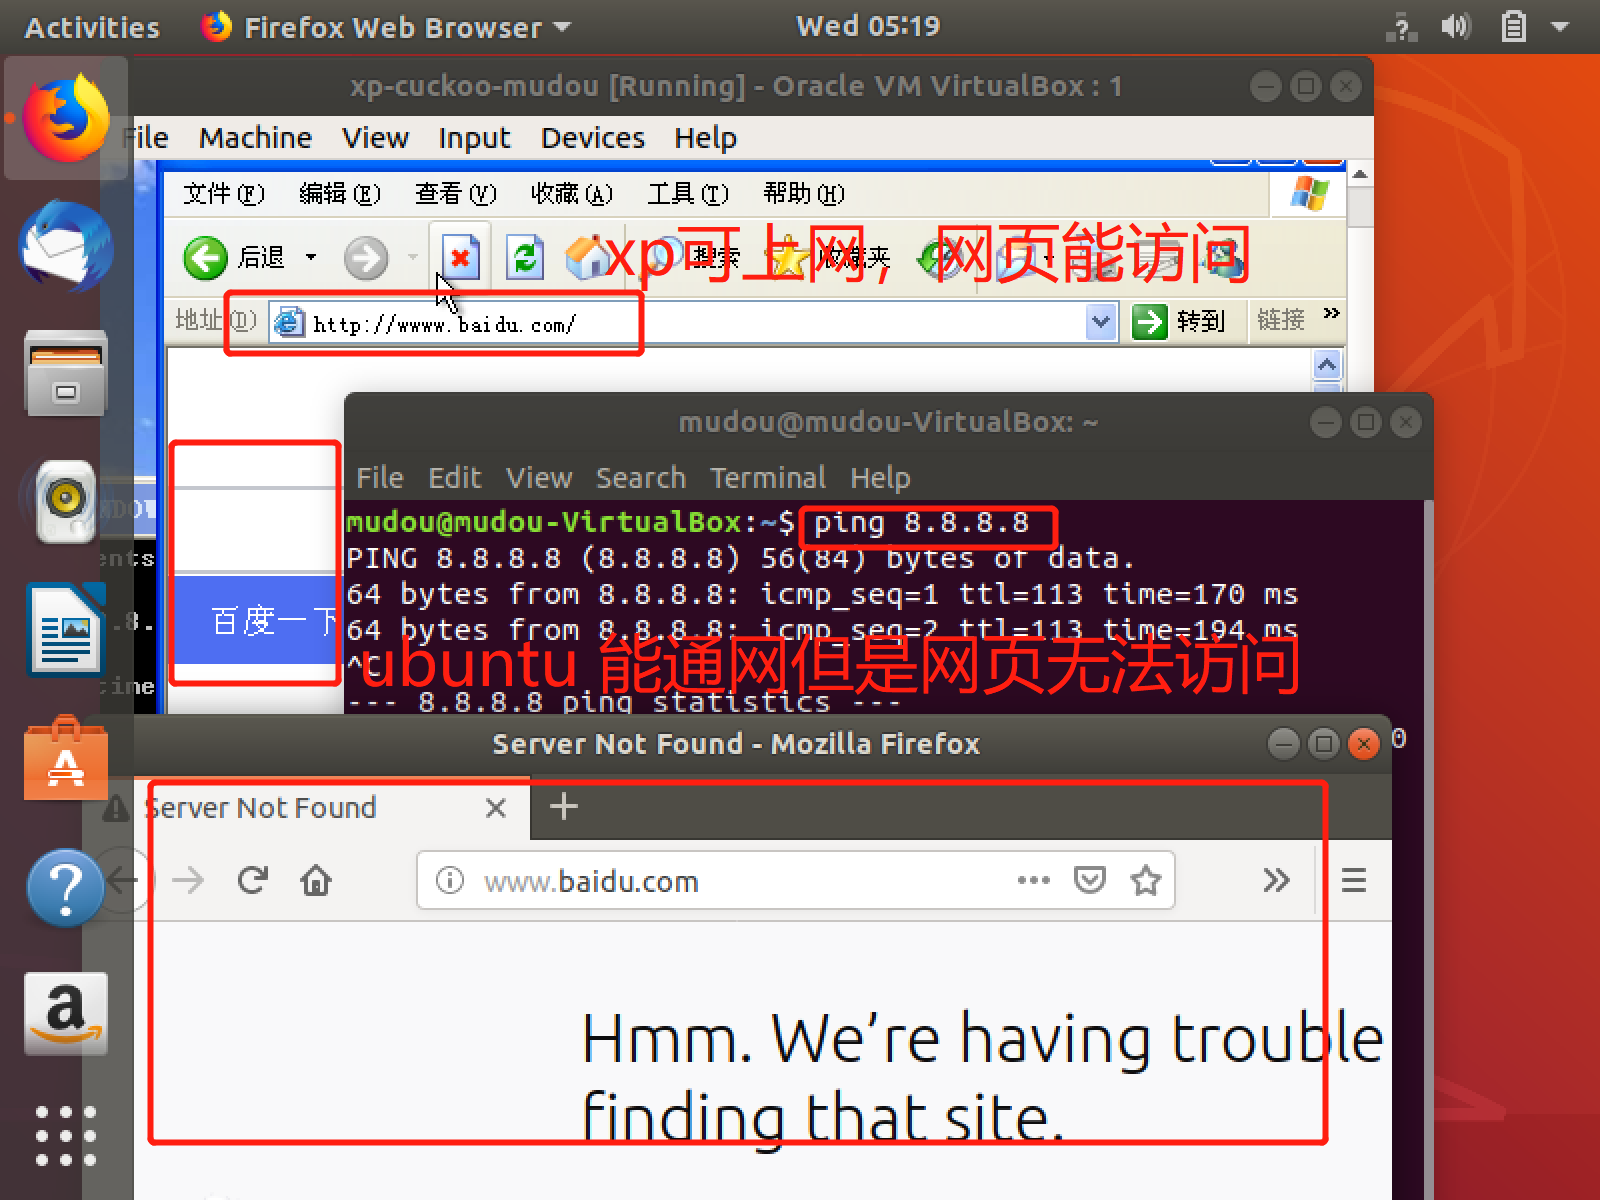 Activities Firefox Web Browser Wed 05:19
xp-cuckoo-mudou [Running] - Oracle VM VirtualBox : 1
File Machine View Input Devices Help
文件(F) 编辑(E) 查看(V) 收藏(A) 工具(T) 帮助(H)
后退 搜索 收藏夹
xp可上网，网页能访问
地址(D) http://www.baidu.com/ 转到 链接 »
mudou@mudou-VirtualBox: ~
File Edit View Search Terminal Help
mudou@mudou-VirtualBox:~$ ping 8.8.8.8
PING 8.8.8.8 (8.8.8.8) 56(84) bytes of data.
64 bytes from 8.8.8.8: icmp_seq=1 ttl=113 time=170 ms
64 bytes from 8.8.8.8: icmp_seq=2 ttl=113 time=194 ms
^C
ubuntu 能通网但是网页无法访问
--- 8.8.8.8 ping statistics ---
0
ents
.8.
time
百度一下
Server Not Found - Mozilla Firefox
Server Not Found
www.baidu.com
Hmm. We're having trouble
finding that site.